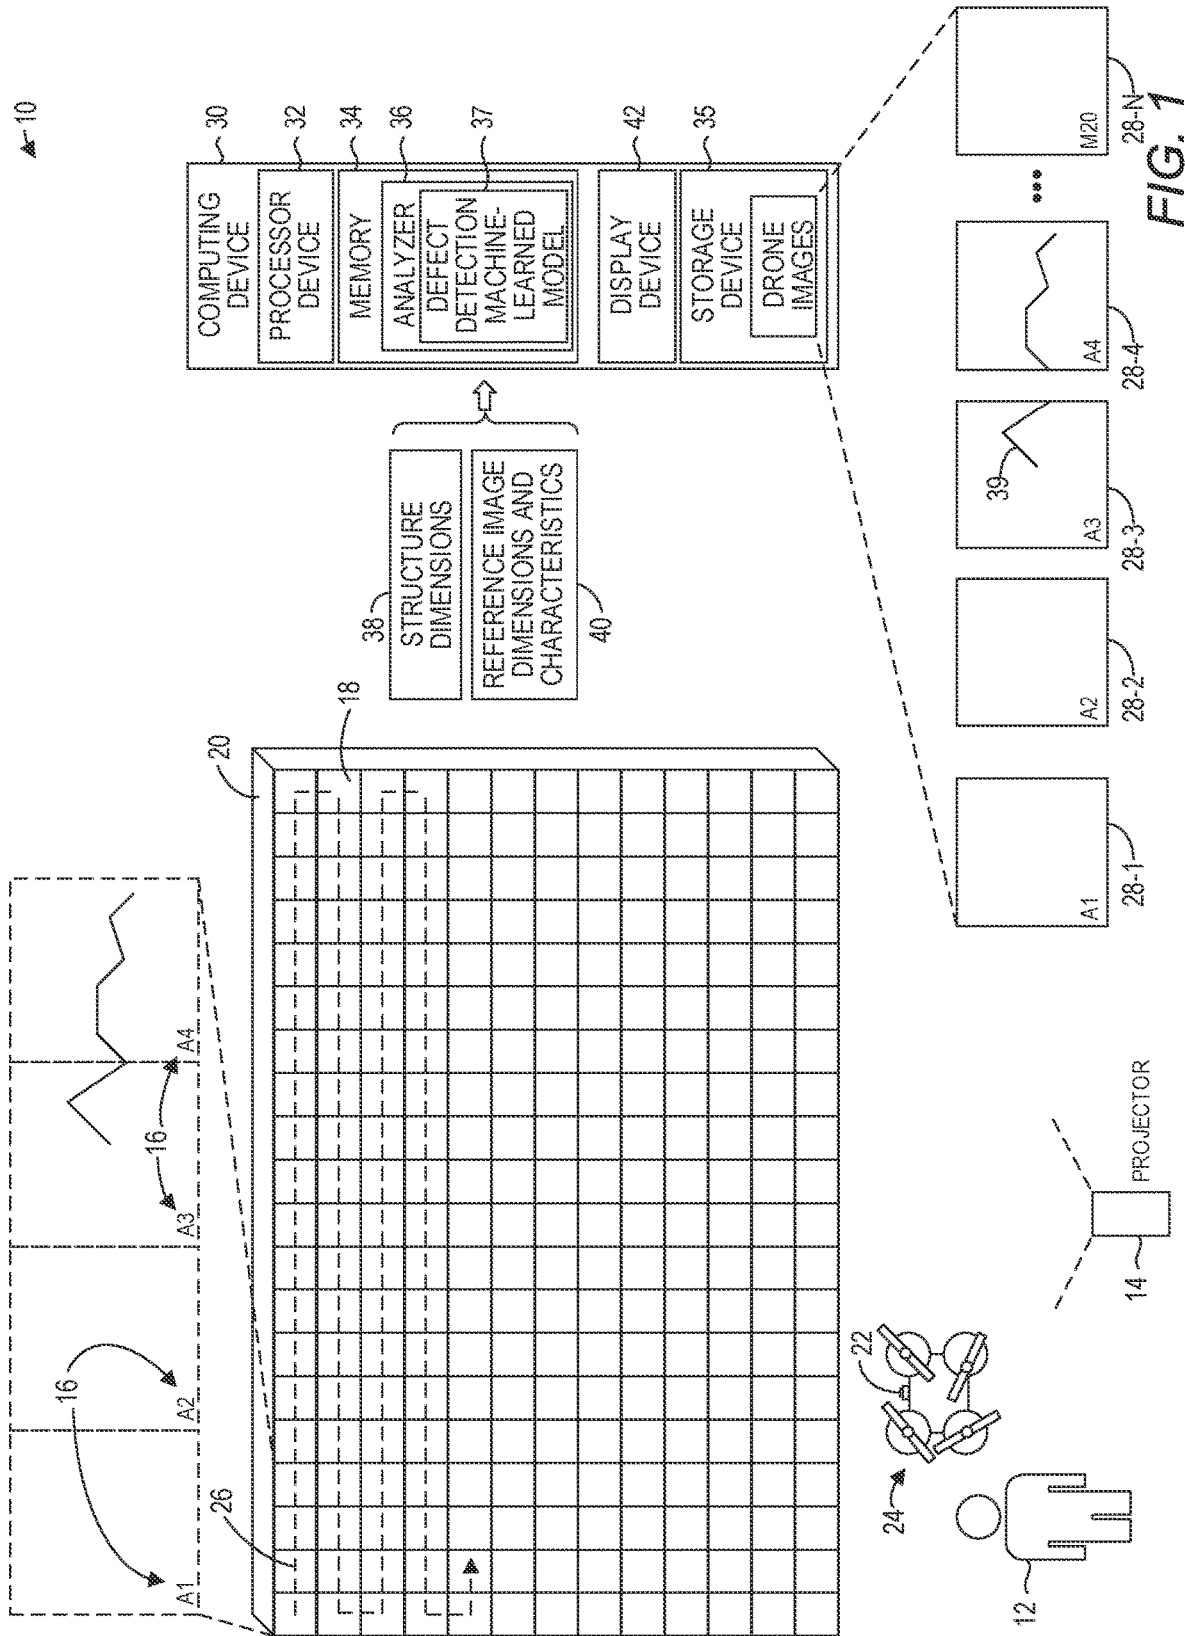 10
A1
A2
A3
A4
16
16
26
20
18
38
STRUCTURE
DIMENSIONS
REFERENCE IMAGE
DIMENSIONS AND
CHARACTERISTICS
40
COMPUTING
DEVICE
30
PROCESSOR
DEVICE
32
MEMORY
34
ANALYZER
36
DEFECT
DETECTION
MACHINE-
LEARNED
MODEL
37
DISPLAY
DEVICE
42
STORAGE
DEVICE
35
DRONE
IMAGES
12
24
22
14
PROJECTOR
A1
28-1
A2
28-2
39
A3
28-3
A4
28-4
•••
M20
28-N
FIG. 1